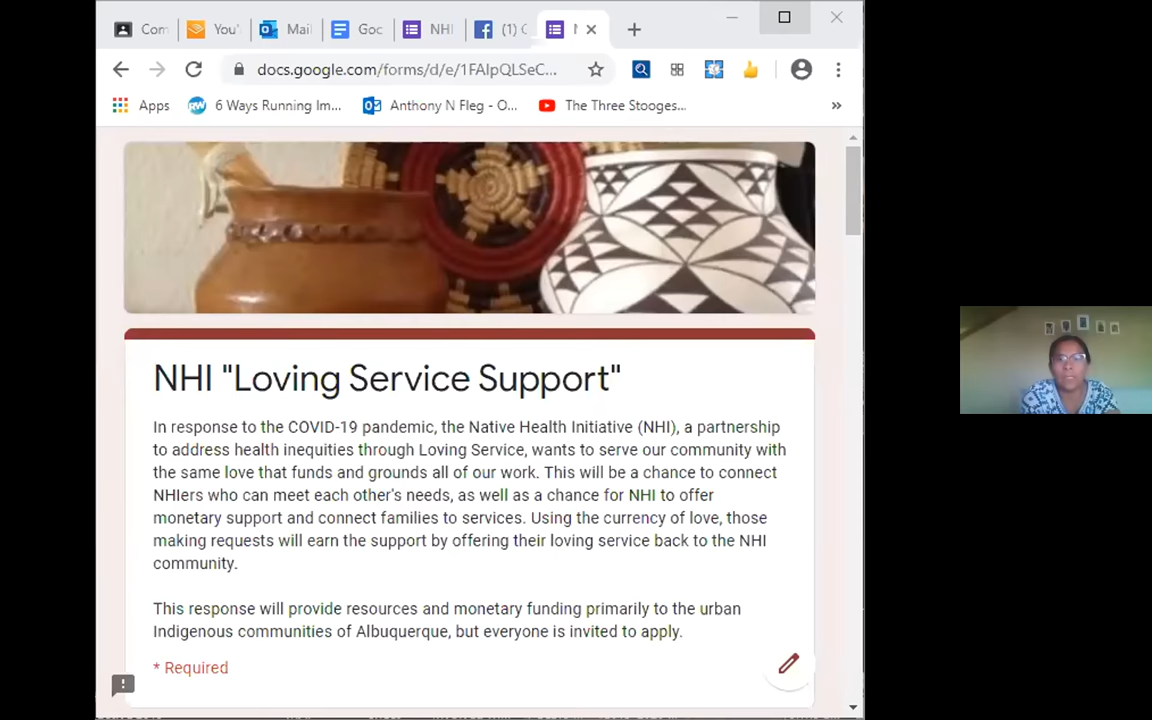 Con
You'
Mail
Goc
NHI
(1) C
docs.google.com/forms/d/e/1FAIpQLSeC...
Apps
6 Ways Running Im...
Anthony N Fleg - O...
The Three Stooges...
»
NHI "Loving Service Support"
In response to the COVID-19 pandemic, the Native Health Initiative (NHI), a partnership
to address health inequities through Loving Service, wants to serve our community with
the same love that funds and grounds all of our work. This will be a chance to connect
NHIers who can meet each other's needs, as well as a chance for NHI to offer
monetary support and connect families to services. Using the currency of love, those
making requests will earn the support by offering their loving service back to the NHI
community.
This response will provide resources and monetary funding primarily to the urban
Indigenous communities of Albuquerque, but everyone is invited to apply.
* Required